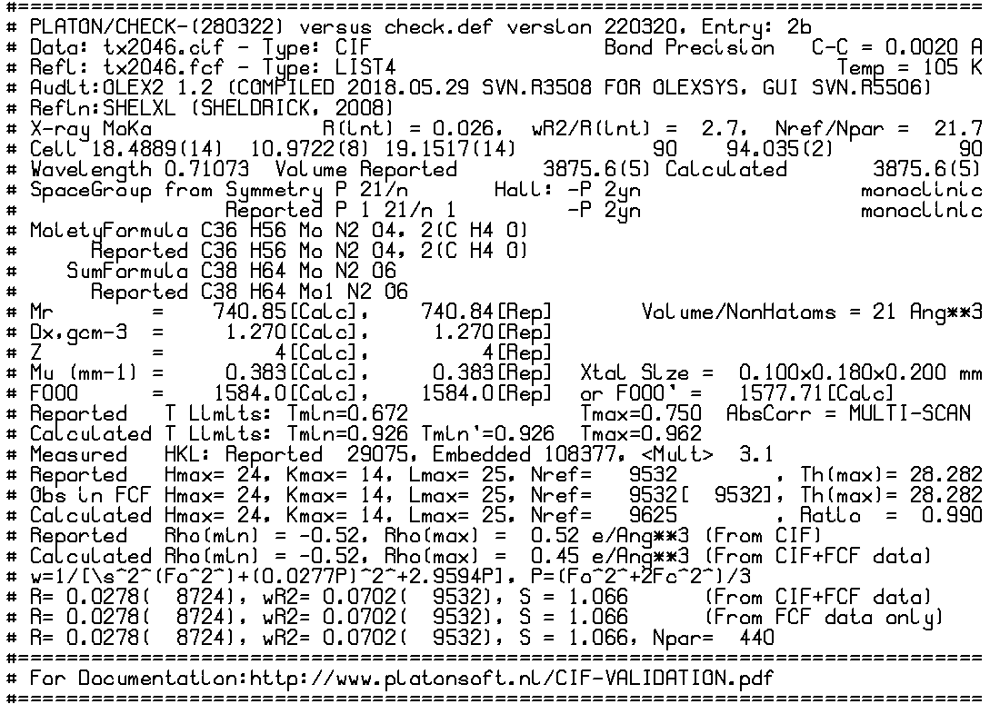 #===============================================================================
# PLATON/CHECK-(280322) versus check.def version 220320, Entry: 2b
# Data: tx2046.cif - Type: CIF Bond Precision C-C = 0.0020 A
# Refl: tx2046.fcf - Type: LIST4 Temp = 105 K
# Audit:OLEX2 1.2 (COMPILED 2018.05.29 SVN.R3508 FOR OLEXSYS, GUI SVN.R5506)
# Refin:SHELXL (SHELDRICK, 2008)
# X-ray MoKa R(int) = 0.026, wR2/R(int) = 2.7, Nref/Npar = 21.7
# Cell 18.4889(14) 10.9722(8) 19.1517(14) 90 94.035(2) 90
# Wavelength 0.71073 Volume Reported 3875.6(5) Calculated 3875.6(5)
# SpaceGroup from Symmetry P 21/n Hall: -P 2yn monoclinic
# Reported P 1 21/n 1 -P 2yn monoclinic
# MoietyFormula C36 H56 Mo N2 O4, 2(C H4 O)
# Reported C36 H56 Mo N2 O4, 2(C H4 O)
# SumFormula C38 H64 Mo N2 O6
# Reported C38 H64 Mo1 N2 O6
# Mr = 740.85[Calc], 740.84[Rep] Volume/NonHatoms = 21 Ang**3
# Dx,gcm-3 = 1.270[Calc], 1.270[Rep]
# Z = 4[Calc], 4[Rep]
# Mu (mm-1) = 0.383[Calc], 0.383[Rep] Xtal Size = 0.100x0.180x0.200 mm
# F000 = 1584.0[Calc], 1584.0[Rep] or F000' = 1577.71[Calc]
# Reported T Limits: Tmin=0.672 Tmax=0.750 AbsCorr = MULTI-SCAN
# Calculated T Limits: Tmin=0.926 Tmin'=0.926 Tmax=0.962
# Measured HKL: Reported 29075, Embedded 108377, <Mult> 3.1
# Reported Hmax= 24, Kmax= 14, Lmax= 25, Nref= 9532 , Th(max)= 28.282
# Obs in FCF Hmax= 24, Kmax= 14, Lmax= 25, Nref= 9532[ 9532], Th(max)= 28.282
# Calculated Hmax= 24, Kmax= 14, Lmax= 25, Nref= 9625 , Ratio = 0.990
# Reported Rho(min) = -0.52, Rho(max) = 0.52 e/Ang**3 (From CIF)
# Calculated Rho(min) = -0.52, Rho(max) = 0.45 e/Ang**3 (From CIF+FCF data)
# w=1/[\s^2^(Fo^2^)+(0.0277P)^2^+2.9594P], P=(Fo^2^+2Fc^2^)/3
# R= 0.0278( 8724), wR2= 0.0702( 9532), S = 1.066 (From CIF+FCF data)
# R= 0.0278( 8724), wR2= 0.0702( 9532), S = 1.066 (From FCF data only)
# R= 0.0278( 8724), wR2= 0.0702( 9532), S = 1.066, Npar= 440
#===============================================================================
# For Documentation:http://www.platonsoft.nl/CIF-VALIDATION.pdf
#===============================================================================